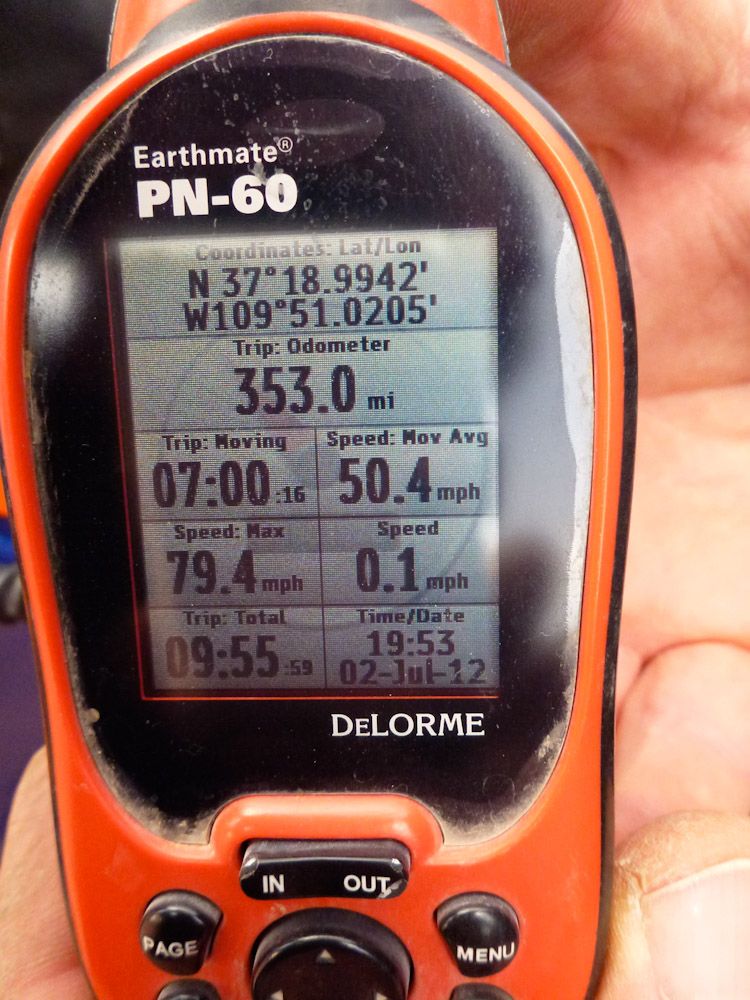 Earthmate®
PN-60
Coordinates: Lat/Lon
N 37°18.9942'
W109°51.0205'
Trip: Odometer
353.0 mi
Trip: Moving Speed: Mov Avg
07:00:16 50.4 mph
Speed: Max Speed
79.4 mph 0.1 mph
Trip: Total Time/Date
09:55:59 19:53
02-Jul-12
DELORME
IN OUT
PAGE MENU